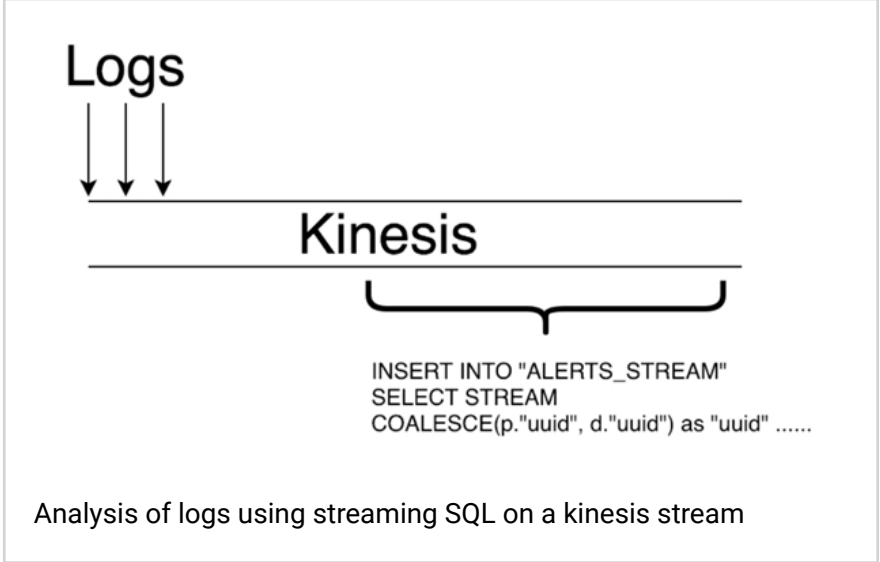 Logs
Kinesis
INSERT INTO "ALERTS_STREAM"
SELECT STREAM
COALESCE(p."uuid", d."uuid") as "uuid" ......
Analysis of logs using streaming SQL on a kinesis stream